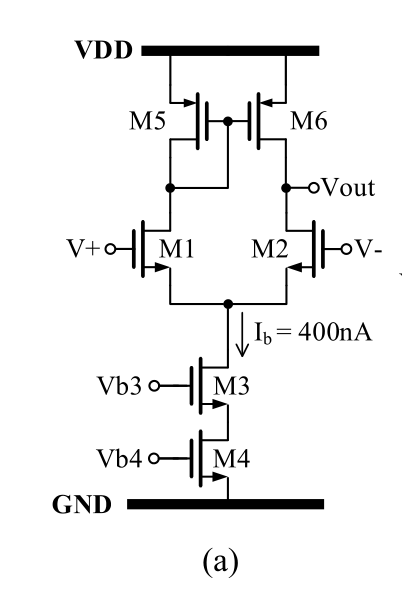 VDD
M5 M6
Vout
V+ M1 M2 V-
I_b = 400nA
Vb3 M3
Vb4 M4
GND
(a)